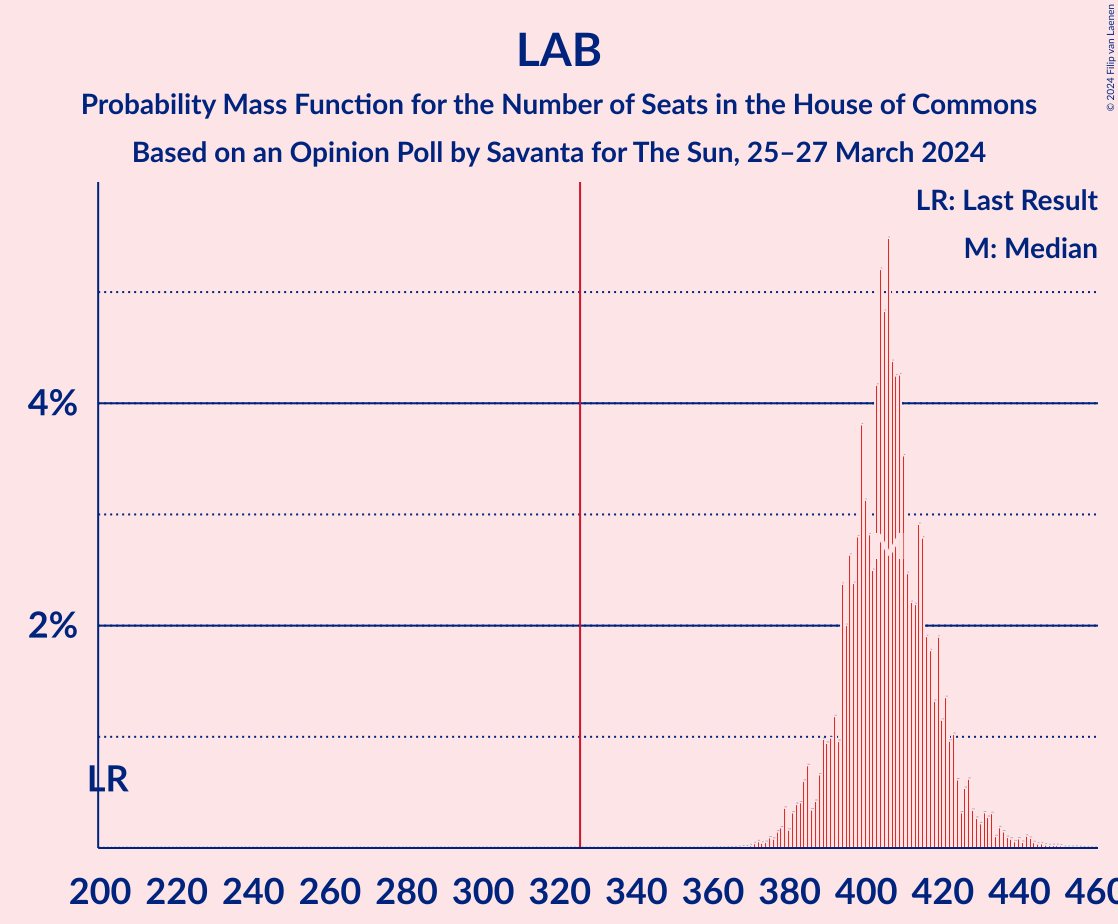 LAB
Probability Mass Function for the Number of Seats in the House of Commons
Based on an Opinion Poll by Savanta for The Sun, 25–27 March 2024
© 2024 Filip van Laenen
LR: Last Result
M: Median
4%
2%
LR
M
200 220 240 260 280 300 320 340 360 380 400 420 440 460